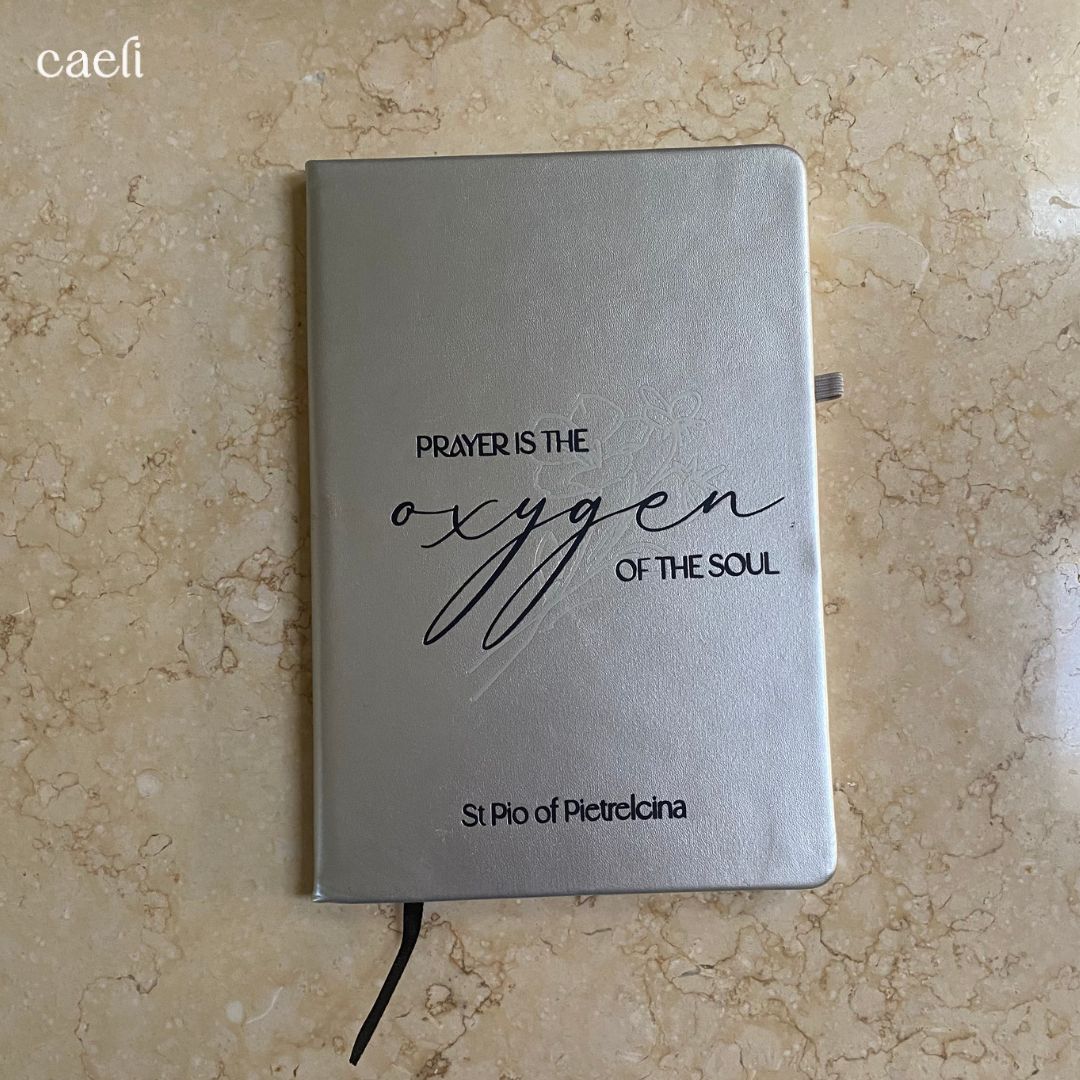 caeli
PRAYER IS THE
oxygen
OF THE SOUL
St Pio of Pietrelcina